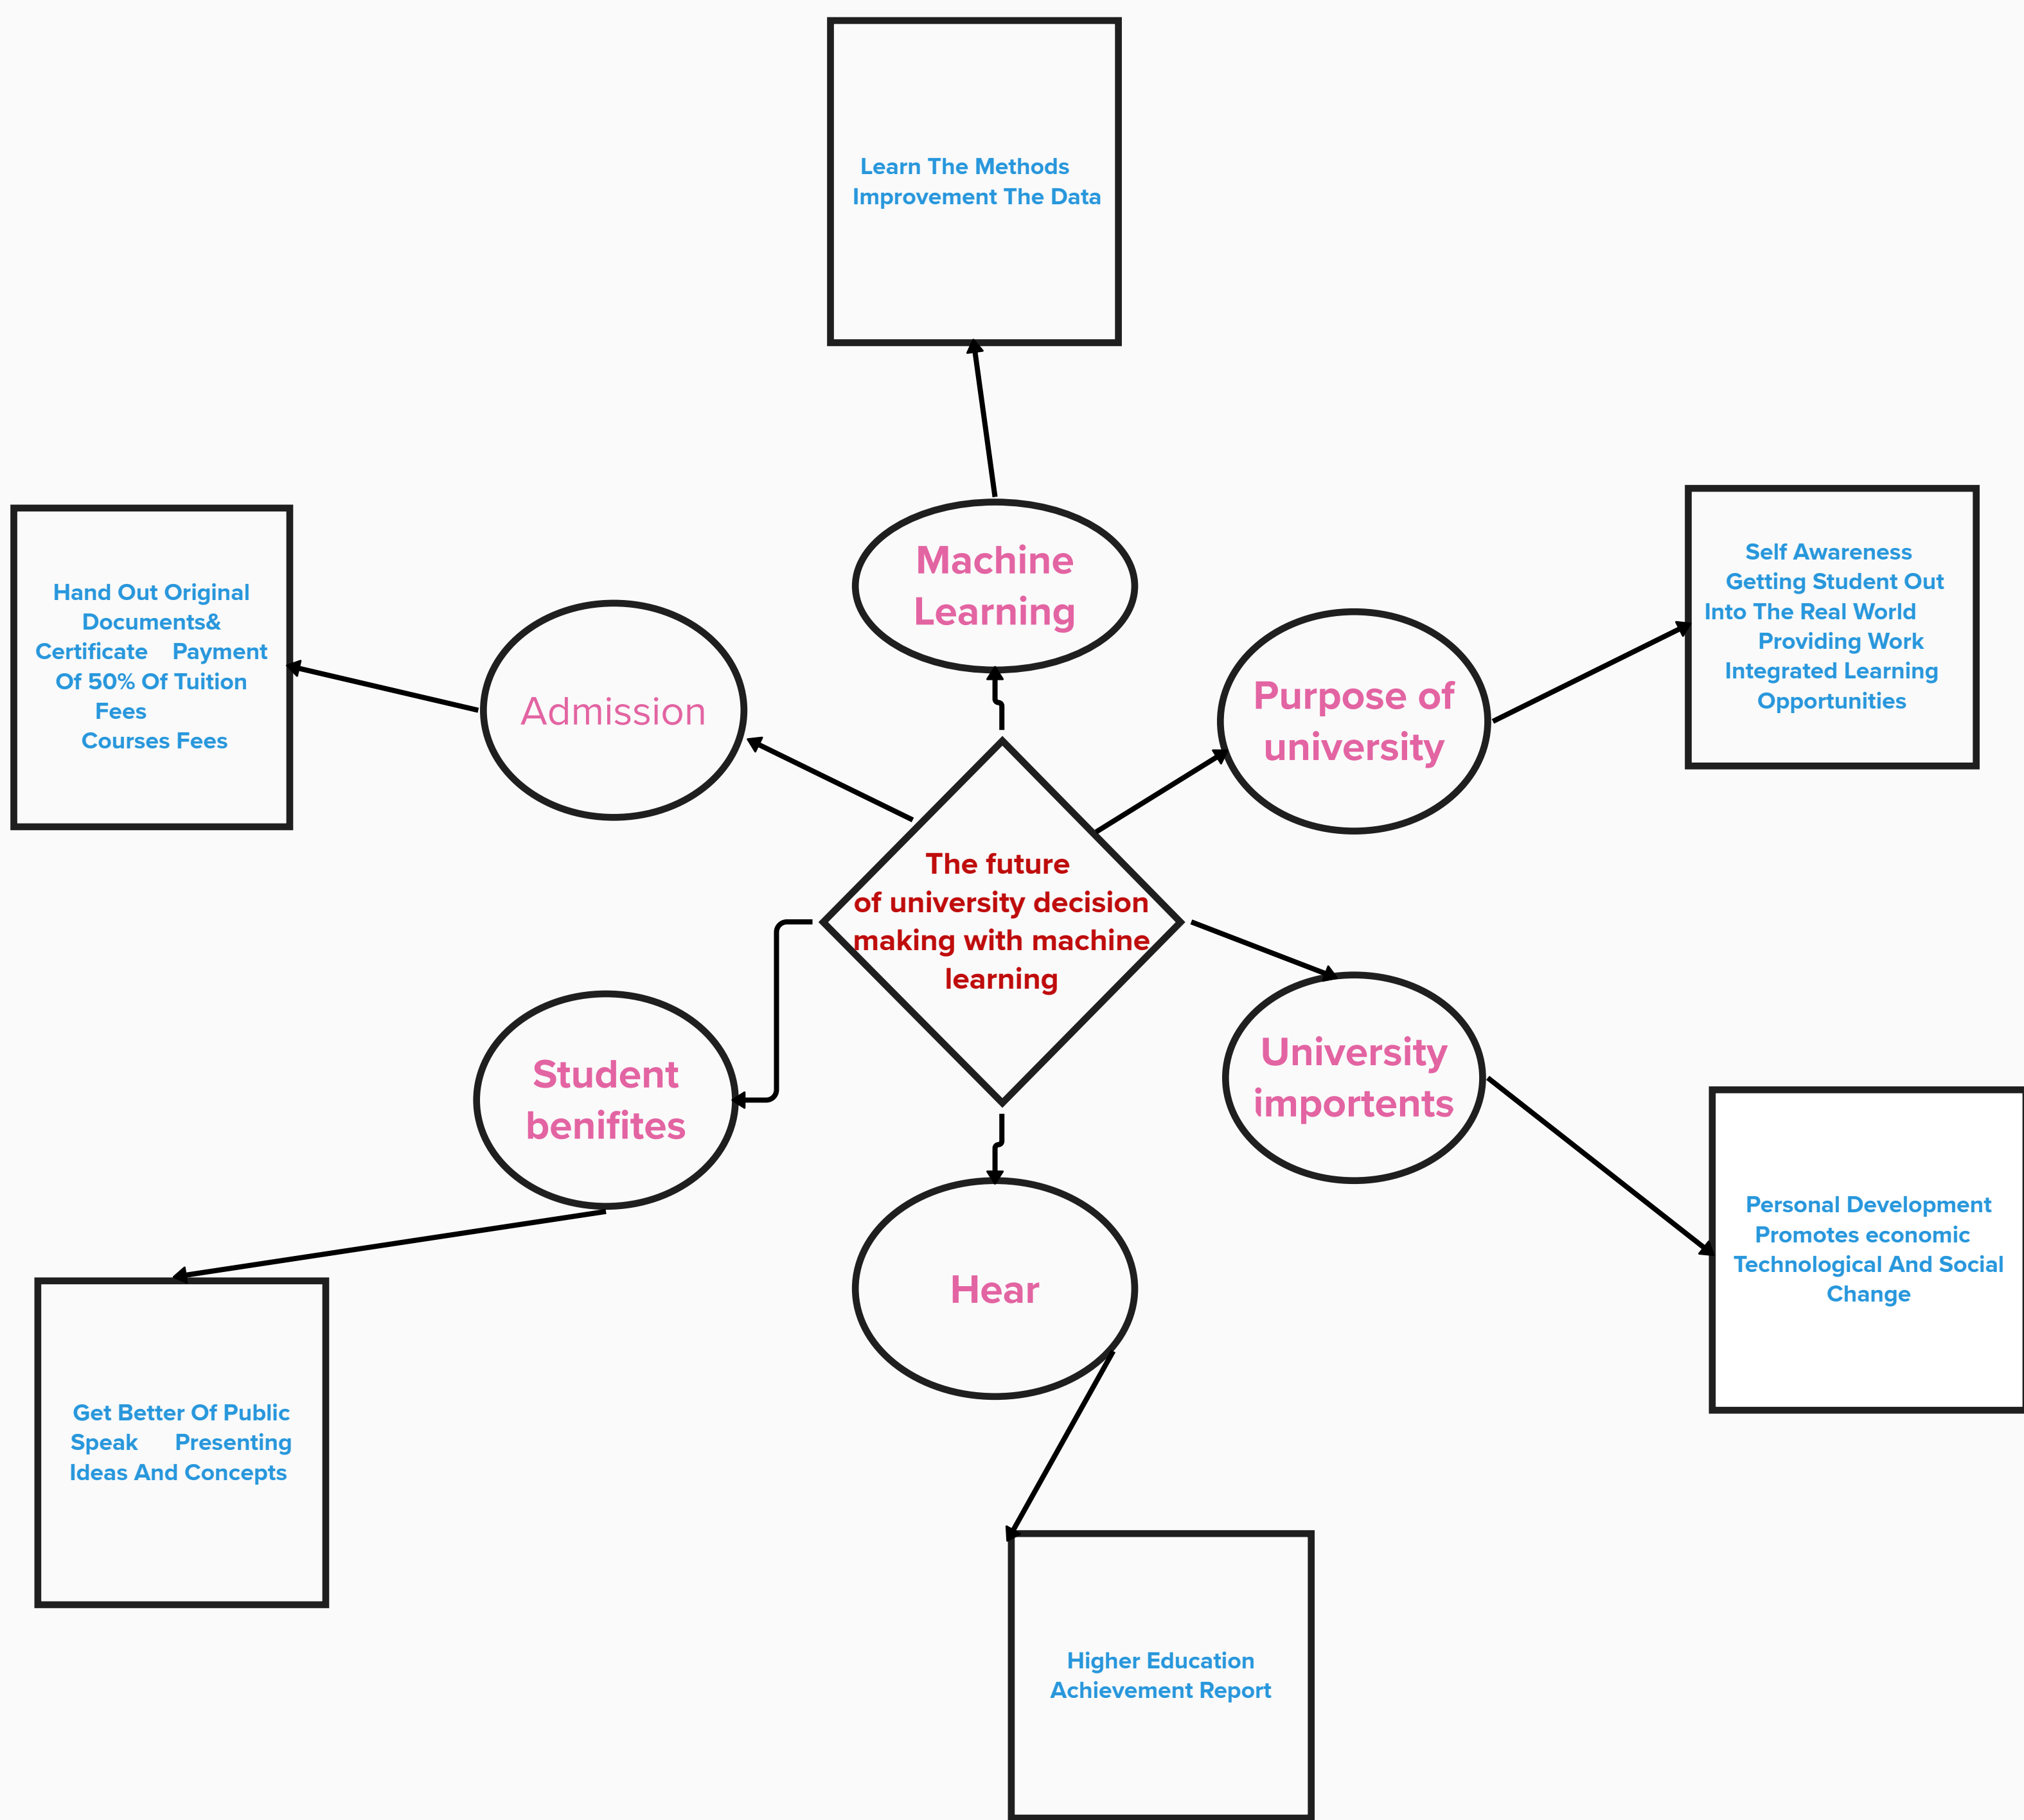 Learn The Methods
Improvement The Data
Machine
Learning
Self Awareness
Getting Student Out
Into The Real World
Providing Work
Integrated Learning
Opportunities
Hand Out Original
Documents&
Certificate Payment
Of 50% Of Tuition
Fees
Courses Fees
Admission
Purpose of
university
The future
of university decision
making with machine
learning
Student
benifites
University
importents
Personal Development
Promotes economic
Technological And Social
Change
Hear
Get Better Of Public
Speak Presenting
Ideas And Concepts
Higher Education
Achievement Report